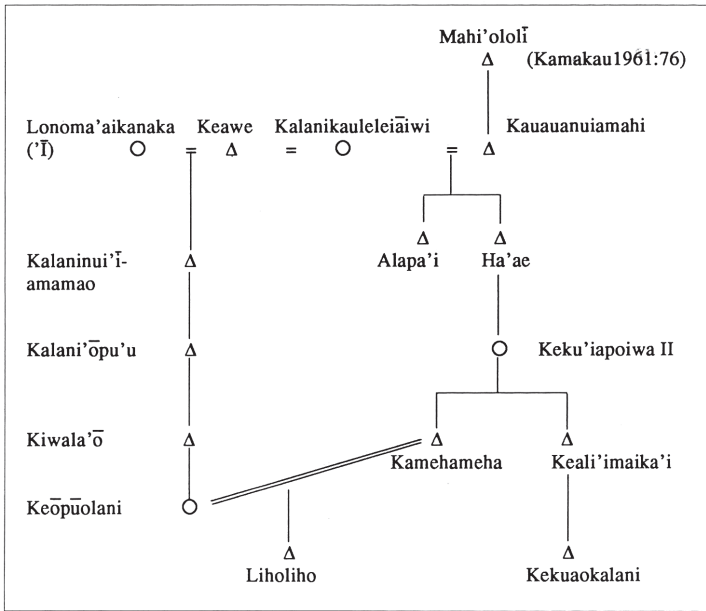 Mahi'ololī
(Kamakau1961:76)
Lonoma'aikanaka Keawe Kalanikauleleiāiwi Kauauanuiamahi
('Ī) = = =
Alapa'i Ha'ae
Kalaninui'ī-
amamao
Kalani'ōpu'u
Keku'iapoiwa II
Kiwala'ō
Kamehameha Keali'imaika'i
Keōpūolani
Liholiho Kekuaokalani